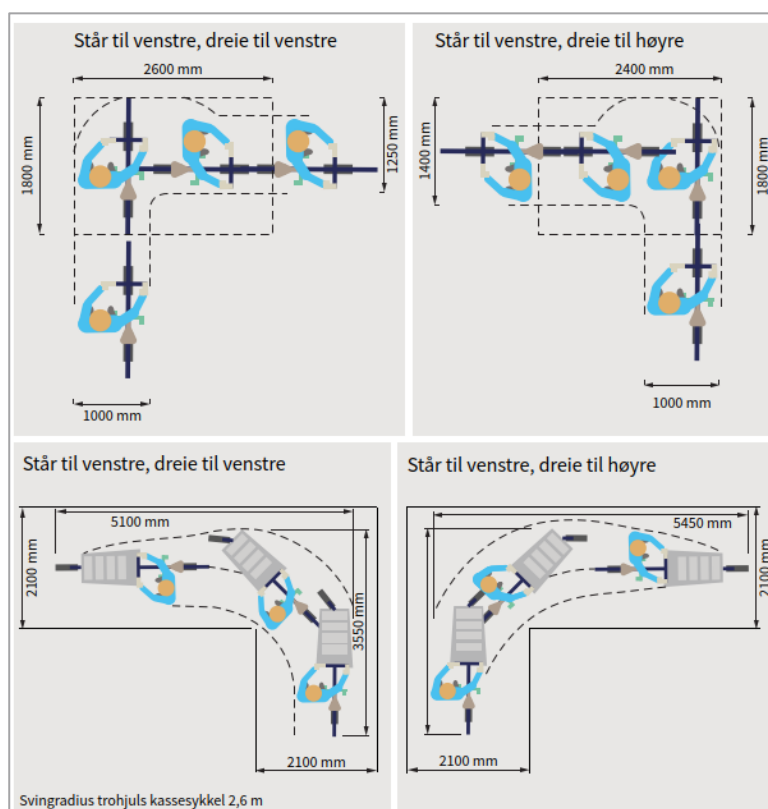 Står til venstre, dreie til venstre
2600 mm
1800 mm
1250 mm
1000 mm
Står til venstre, dreie til høyre
2400 mm
1400 mm
1800 mm
1000 mm
Står til venstre, dreie til venstre
5100 mm
2100 mm
3550 mm
2100 mm
Svingradius trohjuls kassesykkel 2,6 m
Står til venstre, dreie til høyre
5450 mm
2100 mm
2100 mm